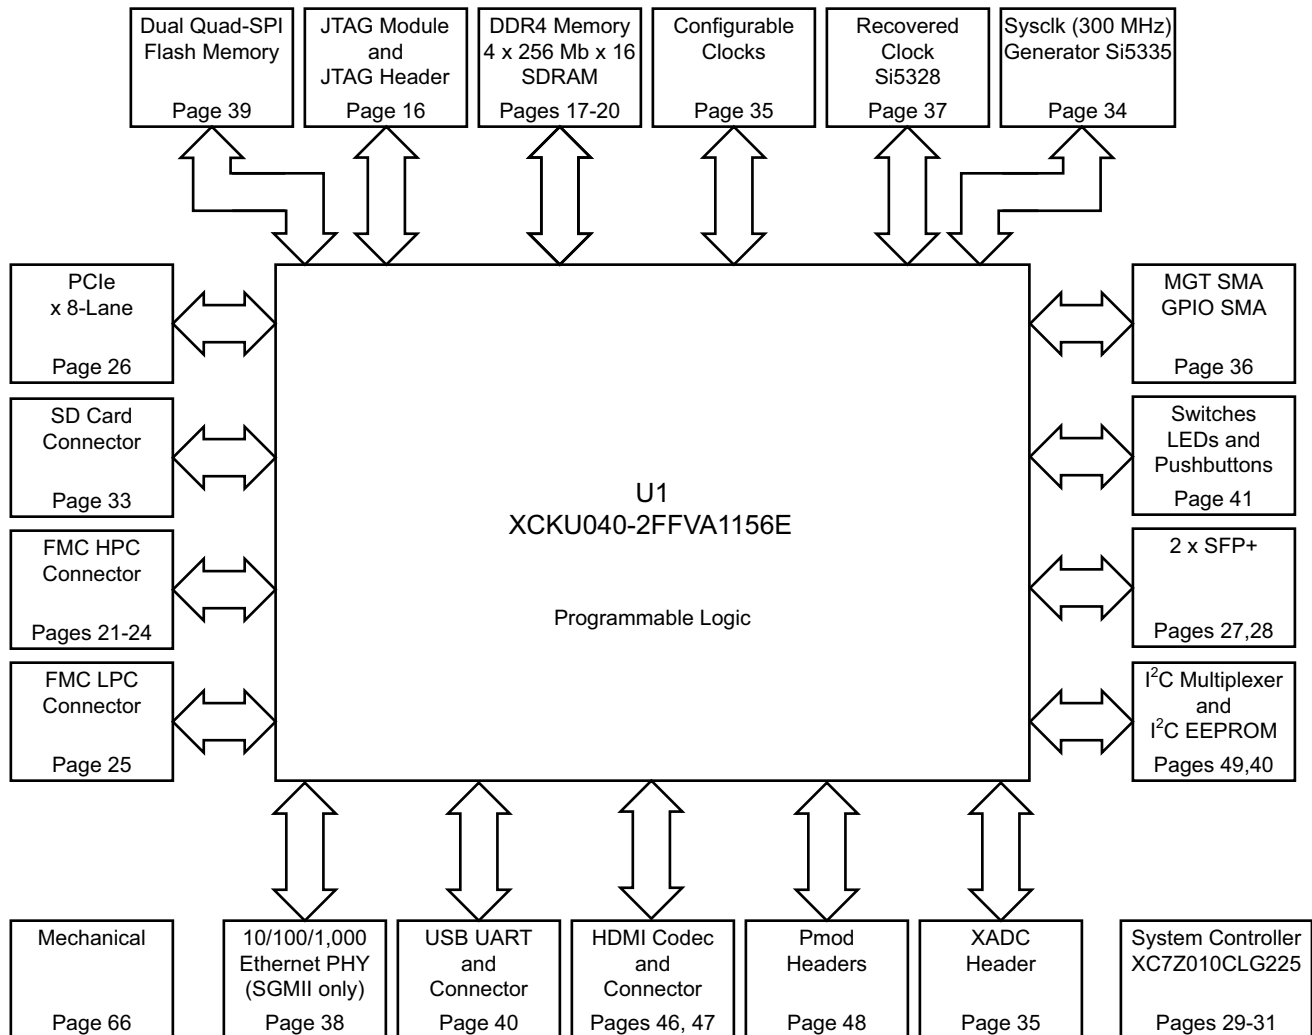 Dual Quad-SPI
Flash Memory
Page 39
JTAG Module
and
JTAG Header
Page 16
DDR4 Memory
4 x 256 Mb x 16
SDRAM
Pages 17-20
Configurable
Clocks
Page 35
Recovered
Clock
Si5328
Page 37
Sysclk (300 MHz)
Generator Si5335
Page 34
PCIe
x 8-Lane
Page 26
SD Card
Connector
Page 33
FMC HPC
Connector
Pages 21-24
FMC LPC
Connector
Page 25
U1
XCKU040-2FFVA1156E
Programmable Logic
MGT SMA
GPIO SMA
Page 36
Switches
LEDs and
Pushbuttons
Page 41
2 x SFP+
Pages 27,28
I²C Multiplexer
and
I²C EEPROM
Pages 49,40
Mechanical
Page 66
10/100/1,000
Ethernet PHY
(SGMII only)
Page 38
USB UART
and
Connector
Page 40
HDMI Codec
and
Connector
Pages 46, 47
Pmod
Headers
Page 48
XADC
Header
Page 35
System Controller
XC7Z010CLG225
Pages 29-31